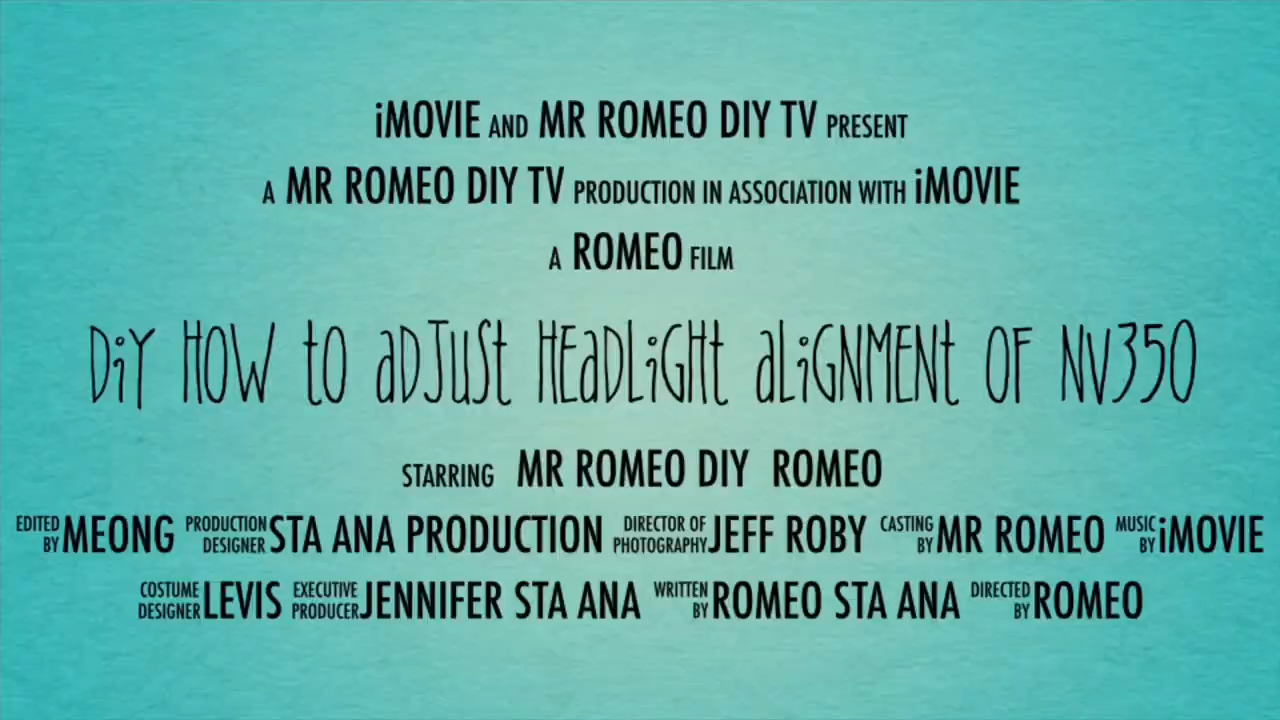 iMOVIE AND MR ROMEO DIY TV PRESENT
A MR ROMEO DIY TV PRODUCTION IN ASSOCIATION WITH iMOVIE
A ROMEO FILM
DiY HOW to aDJUSt HEaDLiGHt aLiGNMENt OF NV350
STARRING MR ROMEO DIY ROMEO
EDITED BY MEONG PRODUCTION DESIGNER STA ANA PRODUCTION DIRECTOR OF PHOTOGRAPHY JEFF ROBY CASTING BY MR ROMEO MUSIC BY iMOVIE
COSTUME DESIGNER LEVIS EXECUTIVE PRODUCER JENNIFER STA ANA WRITTEN BY ROMEO STA ANA DIRECTED BY ROMEO